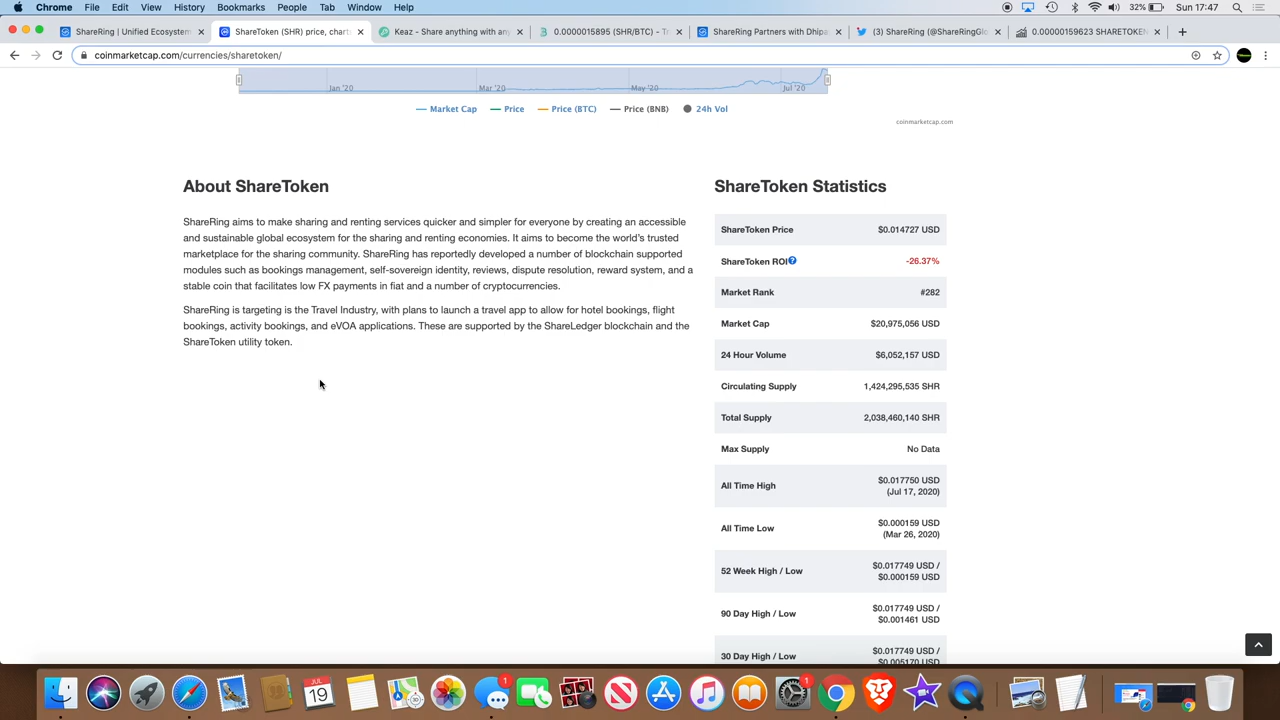 Chrome File Edit View History Bookmarks People Tab Window Help 32% Sun 17:47
ShareRing | Unified Ecosystem ShareToken (SHR) price, chart Keaz - Share anything with any 0.0000015895 (SHR/BTC) – Tr ShareRing Partners with Dhipa (3) ShareRing (@ShareRingGlo 0.00000159623 SHARETOKEN
coinmarketcap.com/currencies/sharetoken/
Jan '20 Mar '20 May '20 Jul '20
Market Cap Price Price (BTC) Price (BNB) 24h Vol
coinmarketcap.com
About ShareToken
ShareRing aims to make sharing and renting services quicker and simpler for everyone by creating an accessible
and sustainable global ecosystem for the sharing and renting economies. It aims to become the world's trusted
marketplace for the sharing community. ShareRing has reportedly developed a number of blockchain supported
modules such as bookings management, self-sovereign identity, reviews, dispute resolution, reward system, and a
stable coin that facilitates low FX payments in fiat and a number of cryptocurrencies.
ShareRing is targeting is the Travel Industry, with plans to launch a travel app to allow for hotel bookings, flight
bookings, activity bookings, and eVOA applications. These are supported by the ShareLedger blockchain and the
ShareToken utility token.
ShareToken Statistics
ShareToken Price $0.014727 USD
ShareToken ROI ? -26.37%
Market Rank #282
Market Cap $20,975,056 USD
24 Hour Volume $6,052,157 USD
Circulating Supply 1,424,295,535 SHR
Total Supply 2,038,460,140 SHR
Max Supply No Data
All Time High $0.017750 USD
(Jul 17, 2020)
All Time Low $0.000159 USD
(Mar 26, 2020)
52 Week High / Low $0.017749 USD /
$0.000159 USD
90 Day High / Low $0.017749 USD /
$0.001461 USD
30 Day High / Low $0.017749 USD /
$0.005170 USD
JUL
19
1
1